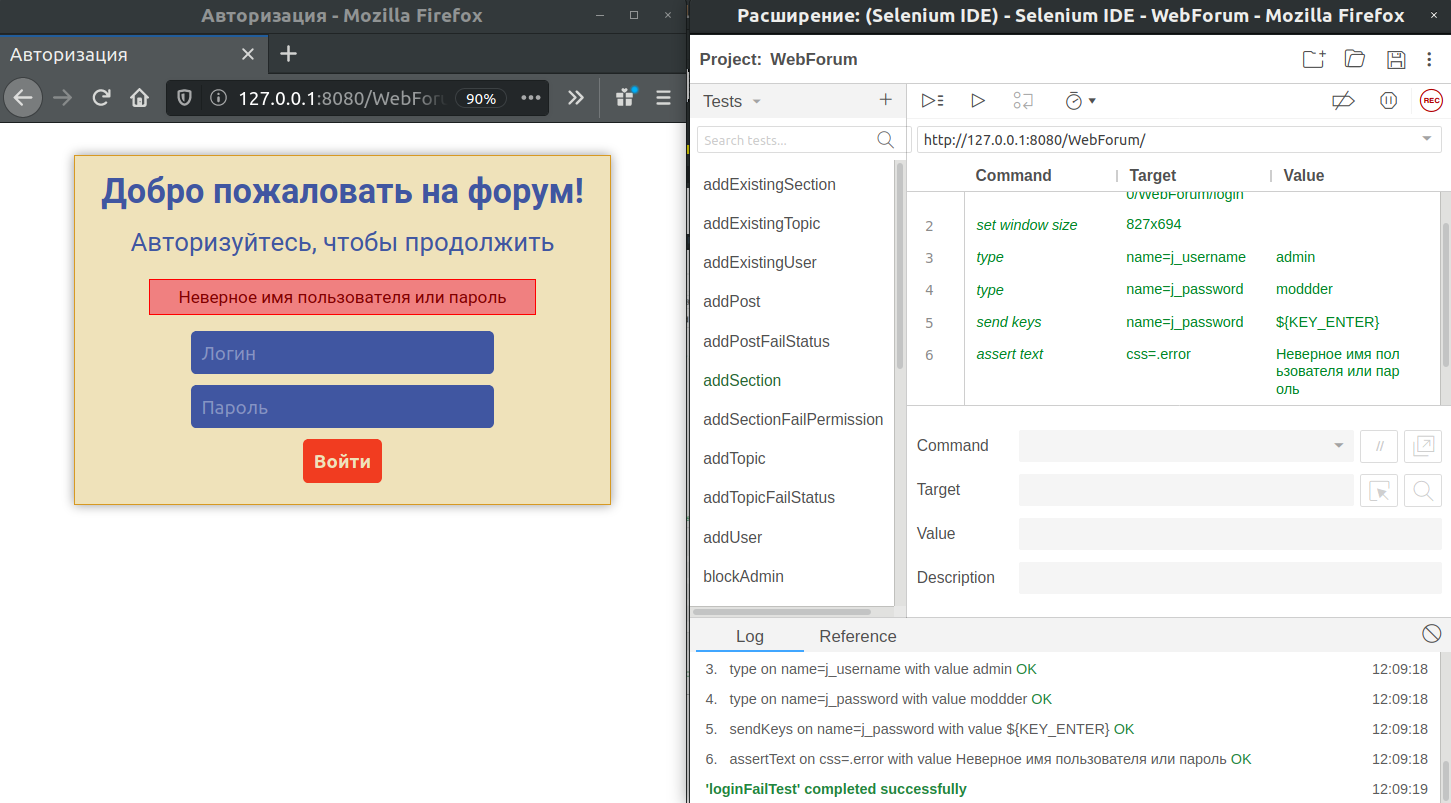 Авторизация - Mozilla Firefox
Авторизация
127.0.0.1:8080/WebFor
90%
Добро пожаловать на форум!
Авторизуйтесь, чтобы продолжить
Неверное имя пользователя или пароль
Логин
Пароль
Войти
Расширение: (Selenium IDE) - Selenium IDE - WebForum - Mozilla Firefox
Project: WebForum
Tests
REC
Search tests...
http://127.0.0.1:8080/WebForum/
addExistingSection
addExistingTopic
addExistingUser
addPost
addPostFailStatus
addSection
addSectionFailPermission
addTopic
addTopicFailStatus
addUser
blockAdmin
Command Target Value
0/WebForum/login
2 set window size 827x694
3 type name=j_username admin
4 type name=j_password moddder
5 send keys name=j_password ${KEY_ENTER}
6 assert text css=.error Неверное имя пол
ьзователя или пар
оль
Command
//
Target
Value
Description
Log Reference
3. type on name=j_username with value admin OK 12:09:18
4. type on name=j_password with value moddder OK 12:09:18
5. sendKeys on name=j_password with value ${KEY_ENTER} OK 12:09:18
6. assertText on css=.error with value Неверное имя пользователя или пароль OK 12:09:18
'loginFailTest' completed successfully 12:09:19